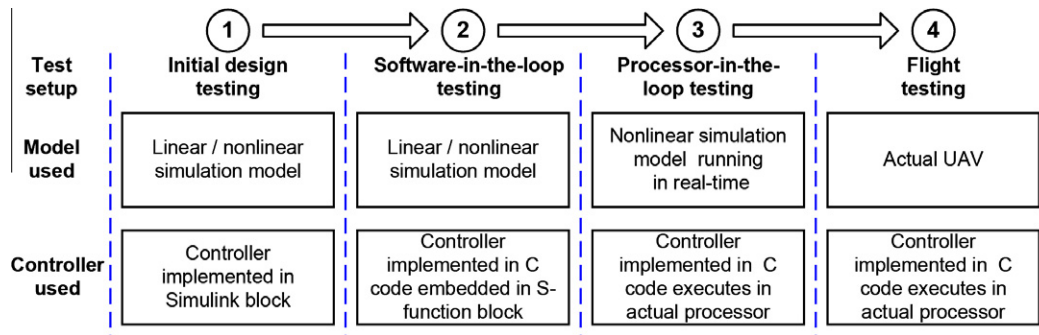 1
2
3
4
Test
setup
Initial design
testing
Software-in-the-loop
testing
Processor-in-the-
loop testing
Flight
testing
Model
used
Linear / nonlinear
simulation model
Linear / nonlinear
simulation model
Nonlinear simulation
model running
in real-time
Actual UAV
Controller
used
Controller
implemented in
Simulink block
Controller
implemented in C
code embedded in S-
function block
Controller
implemented in C
code executes in
actual processor
Controller
implemented in C
code executes in
actual processor